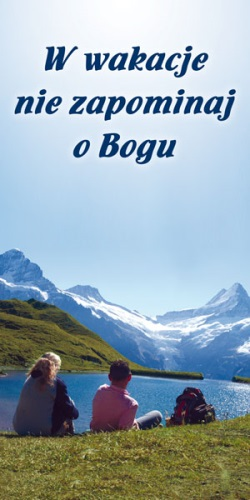 W wakacje
nie zapominaj
o Bogu